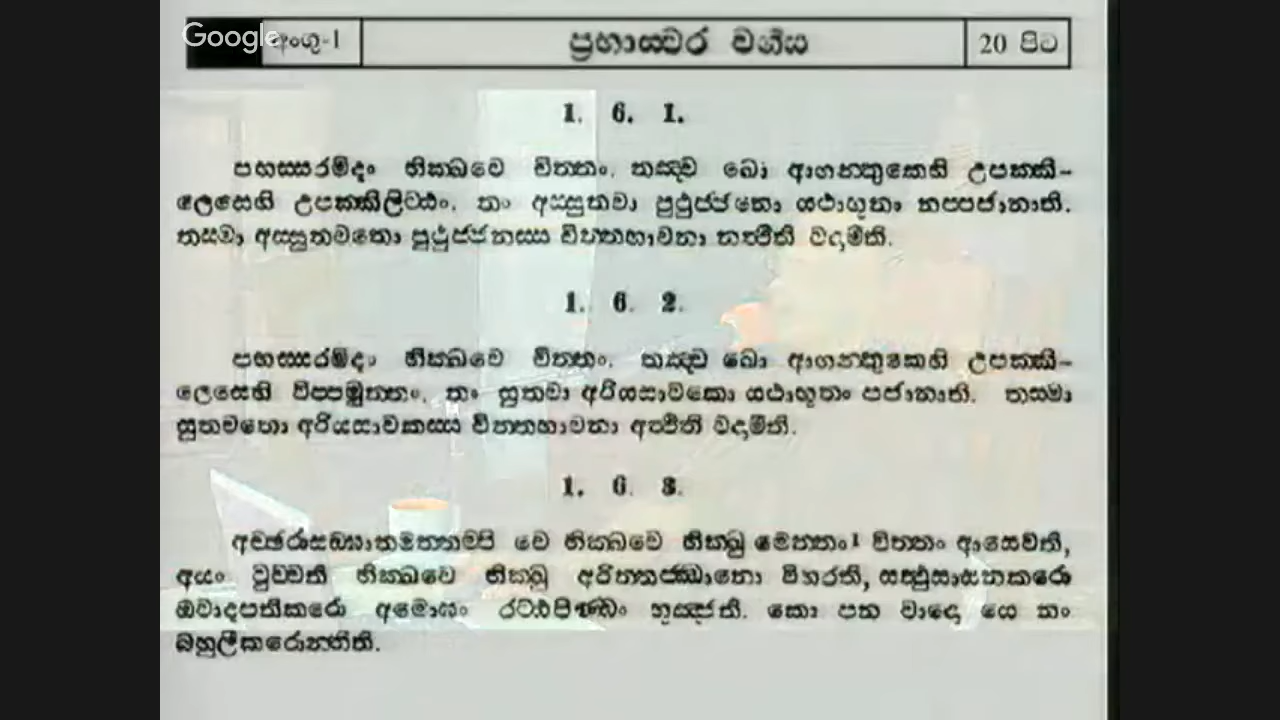 Google
අංගු-1
ප්‍රභාස්වර වර්‍ගය
20 පිට
1. 6. 1.
පභස්සරමිදං භික්ඛවෙ චිත්තං. තඤ්ච ඛො ආගන්තුකෙහි උපක්කි-
ලෙසෙහි උපක්කිලිට්ඨං. තං අස්සුතවා පුථුජ්ජනො යථාභූතං නප්පජානාති.
තස්මා අස්සුතවතො පුථුජ්ජනස්ස චිත්තභාවනා නත්ථීති වදාමීති.
1. 6. 2.
පභස්සරමිදං භික්ඛවෙ චිත්තං. තඤ්ච ඛො ආගන්තුකෙහි උපක්කි-
ලෙසෙහි විප්පමුත්තං. තං සුතවා අරියසාවකො යථාභූතං පජානාති. තස්මා
සුතවතො අරියසාවකස්ස චිත්තභාවනා අත්ථීති වදාමීති.
1. 6. 3.
අච්ඡරාසඞ්ඝාතමත්තම්පි චෙ භික්ඛවෙ භික්ඛු මෙත්තං1 චිත්තං ආසෙවති,
අයං වුච්චති භික්ඛවෙ භික්ඛු අරිත්තජ්ඣානො විහරති, සත්ථුසාසනකරො
ඔවාදපතිකරො අමොඝං රට්ඨපිණ්ඩං භුඤ්ජති. කො පන වාදො යෙ නං
බහුලීකරොන්තීති.